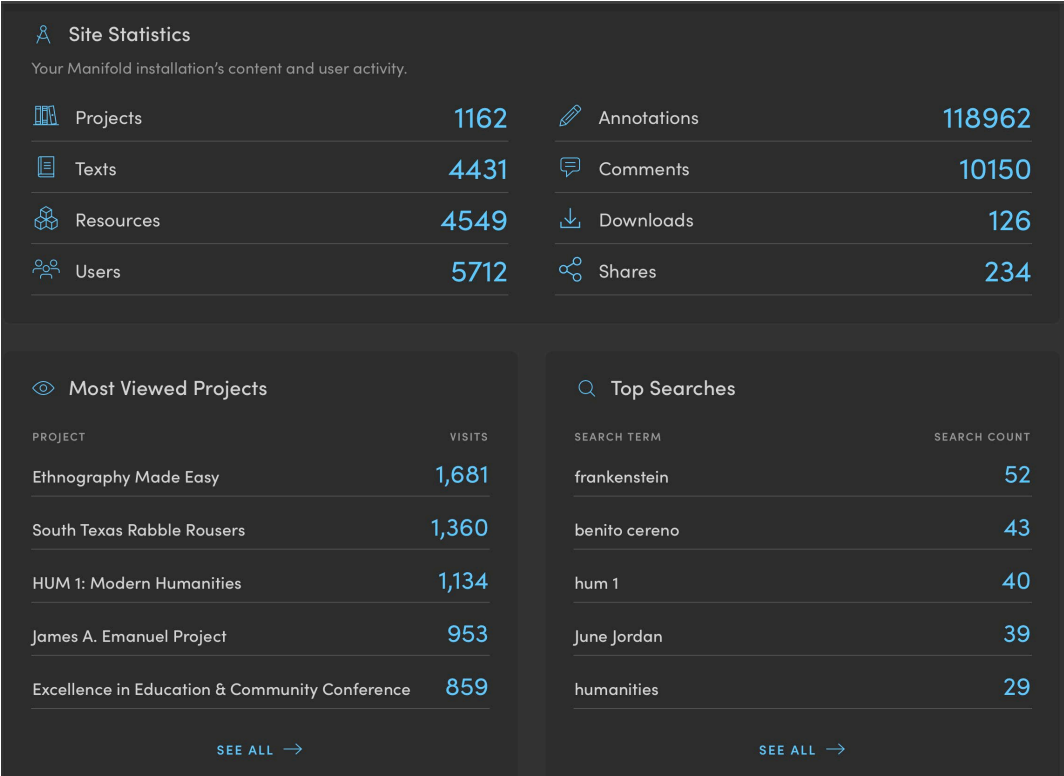 Site Statistics
Your Manifold installation's content and user activity.
Projects 1162
Texts 4431
Resources 4549
Users 5712
Annotations 118962
Comments 10150
Downloads 126
Shares 234
Most Viewed Projects
PROJECT VISITS
Ethnography Made Easy 1,681
South Texas Rabble Rousers 1,360
HUM 1: Modern Humanities 1,134
James A. Emanuel Project 953
Excellence in Education & Community Conference 859
SEE ALL →
Top Searches
SEARCH TERM SEARCH COUNT
frankenstein 52
benito cereno 43
hum 1 40
June Jordan 39
humanities 29
SEE ALL →